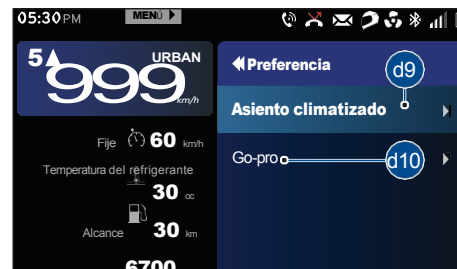 05:30PM MENÚ
5 URBAN
999 km/h
Fije 60 km/h
Temperatura del refrigerante
30 oc
Alcance 30 km
6700
Preferencia
d9
Asiento climatizado
Go-pro
d10